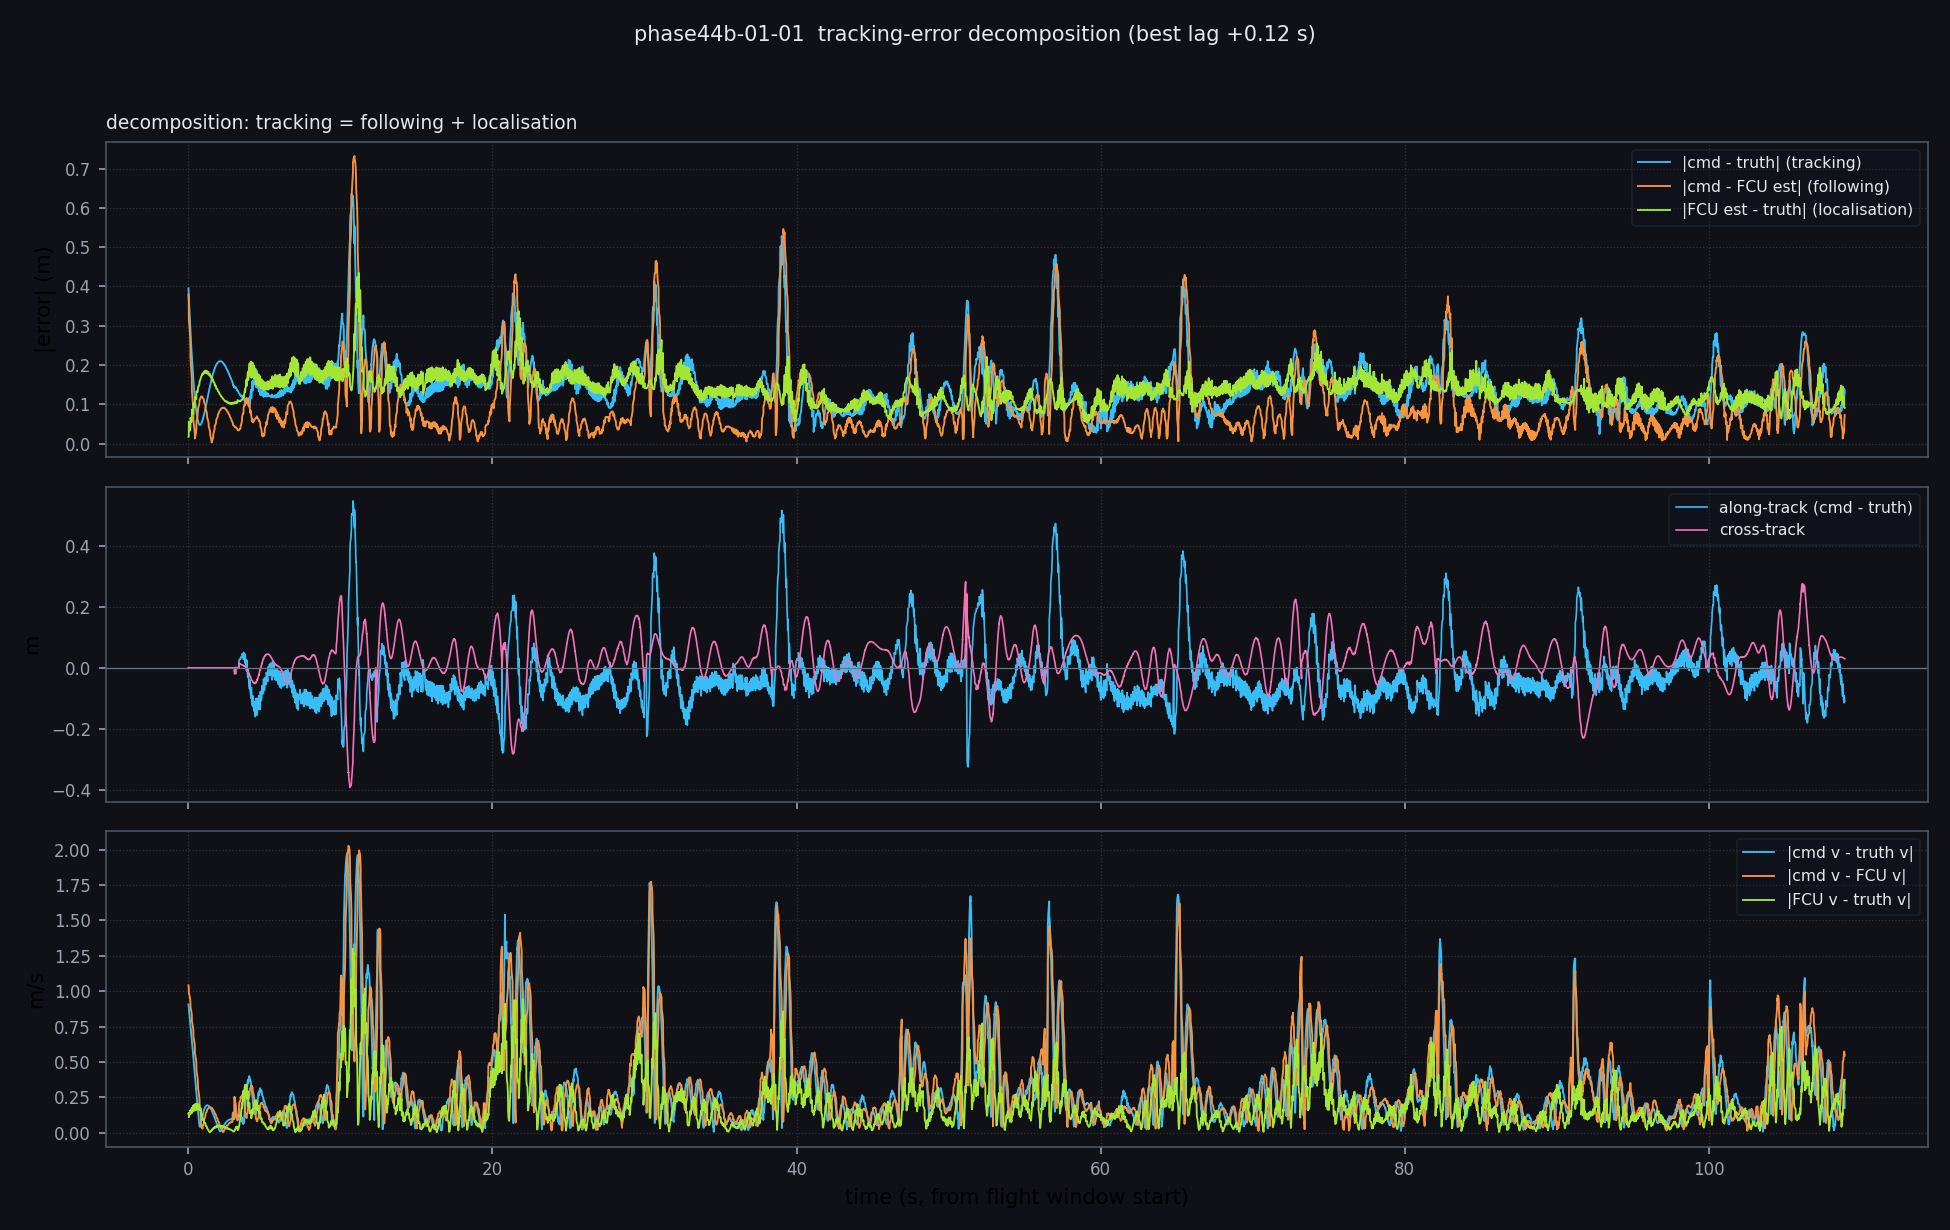 phase44b-01-01  tracking-error decomposition (best lag +0.12 s)
decomposition: tracking = following + localisation
|error| (m)
0.7
0.6
0.5
0.4
0.3
0.2
0.1
0.0
|cmd - truth| (tracking)
|cmd - FCU est| (following)
|FCU est - truth| (localisation)
m
0.4
0.2
0.0
−0.2
−0.4
along-track (cmd - truth)
cross-track
m/s
2.00
1.75
1.50
1.25
1.00
0.75
0.50
0.25
0.00
|cmd v - truth v|
|cmd v - FCU v|
|FCU v - truth v|
0 20 40 60 80 100
time (s, from flight window start)